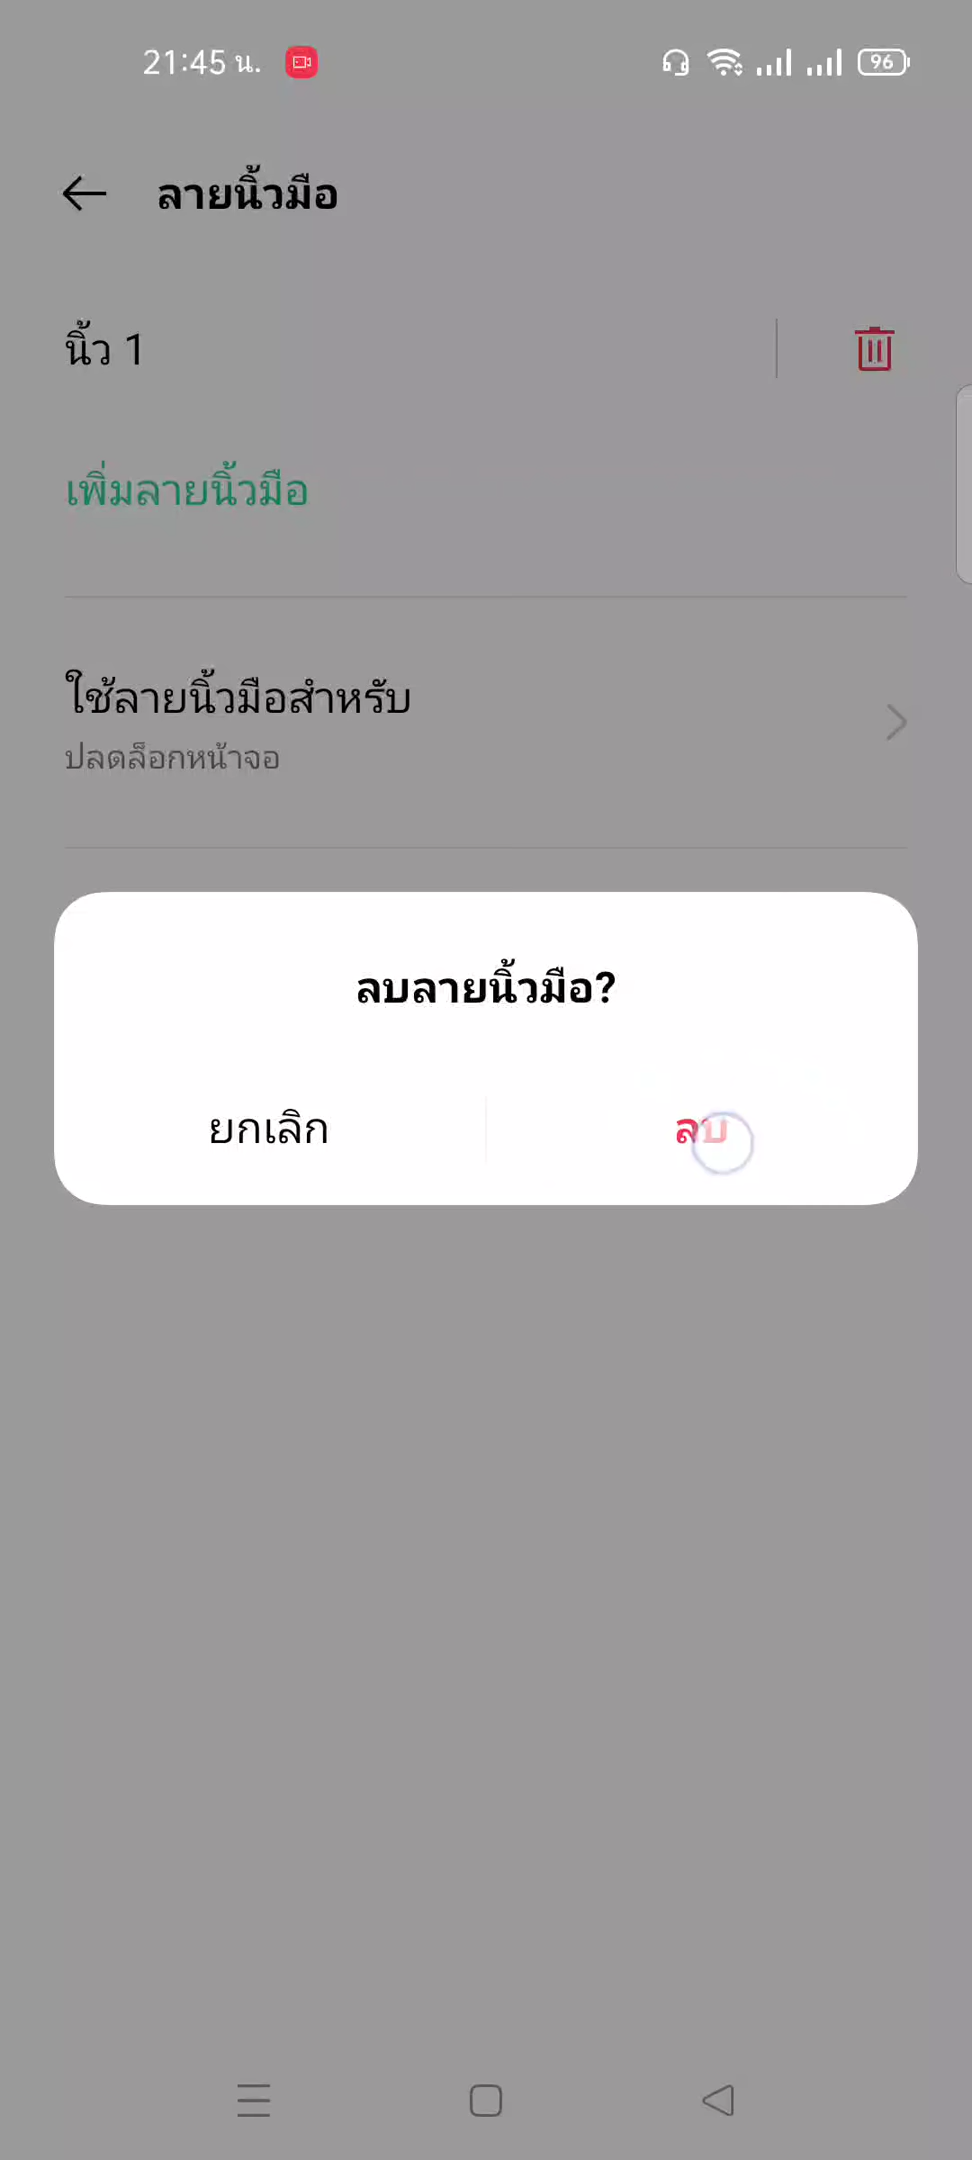 21:45 น.
96
ลายนิ้วมือ
นิ้ว 1
เพิ่มลายนิ้วมือ
ใช้ลายนิ้วมือสำหรับ
ปลดล็อกหน้าจอ
ลบลายนิ้วมือ?
ยกเลิก
ลบ